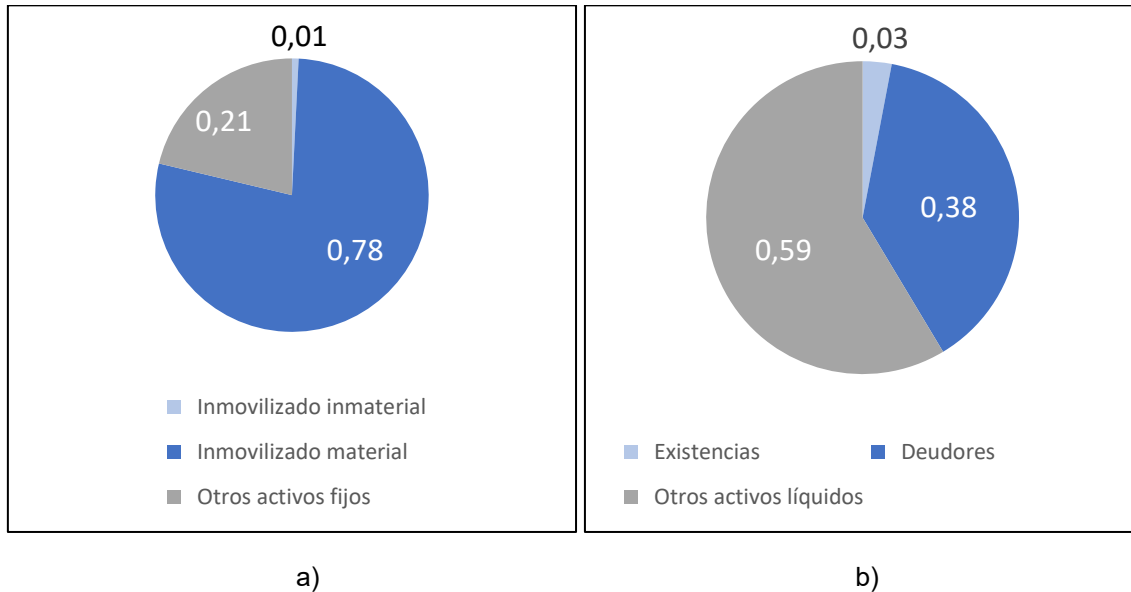 0,01
0,21
0,78
Inmovilizado inmaterial
Inmovilizado material
Otros activos fijos
a)
0,03
0,38
0,59
Existencias
Deudores
Otros activos líquidos
b)